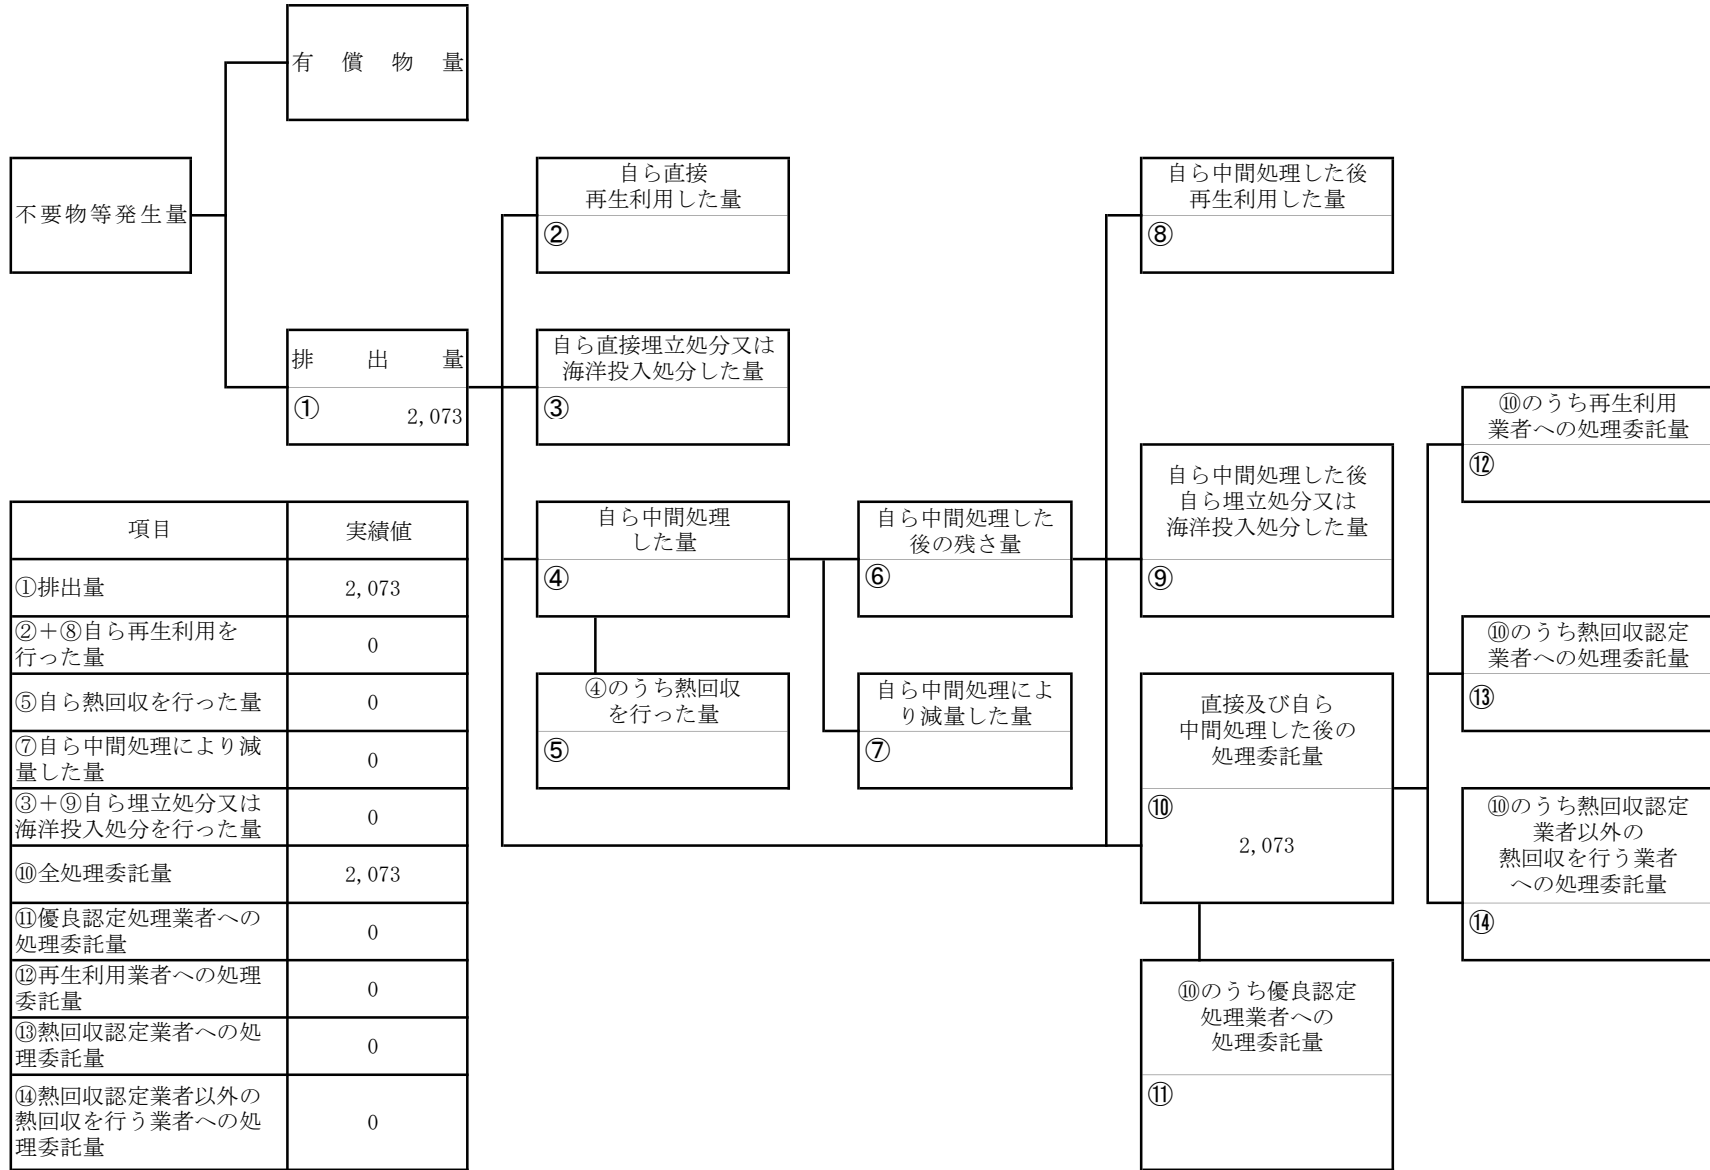 有償物量
不要物等発生量
排出量
①
2,073
自ら直接
再生利用した量
②
自ら直接埋立処分又は
海洋投入処分した量
③
自ら中間処理
した量
④
④のうち熱回収
を行った量
⑤
自ら中間処理した
後の残さ量
⑥
自ら中間処理によ
り減量した量
⑦
自ら中間処理した後
再生利用した量
⑧
自ら中間処理した後
自ら埋立処分又は
海洋投入処分した量
⑨
直接及び自ら
中間処理した後の
処理委託量
⑩
2,073
⑩のうち優良認定
処理業者への
処理委託量
⑪
⑩のうち再生利用
業者への処理委託量
⑫
⑩のうち熱回収認定
業者への処理委託量
⑬
⑩のうち熱回収認定
業者以外の
熱回収を行う業者
への処理委託量
⑭
項目 実績値
①排出量 2,073
②+⑧自ら再生利用を
行った量 0
⑤自ら熱回収を行った量 0
⑦自ら中間処理により減
量した量 0
③+⑨自ら埋立処分又は
海洋投入処分を行った量 0
⑩全処理委託量 2,073
⑪優良認定処理業者への
処理委託量 0
⑫再生利用業者への処理
委託量 0
⑬熱回収認定業者への処
理委託量 0
⑭熱回収認定業者以外の
熱回収を行う業者への処
理委託量 0